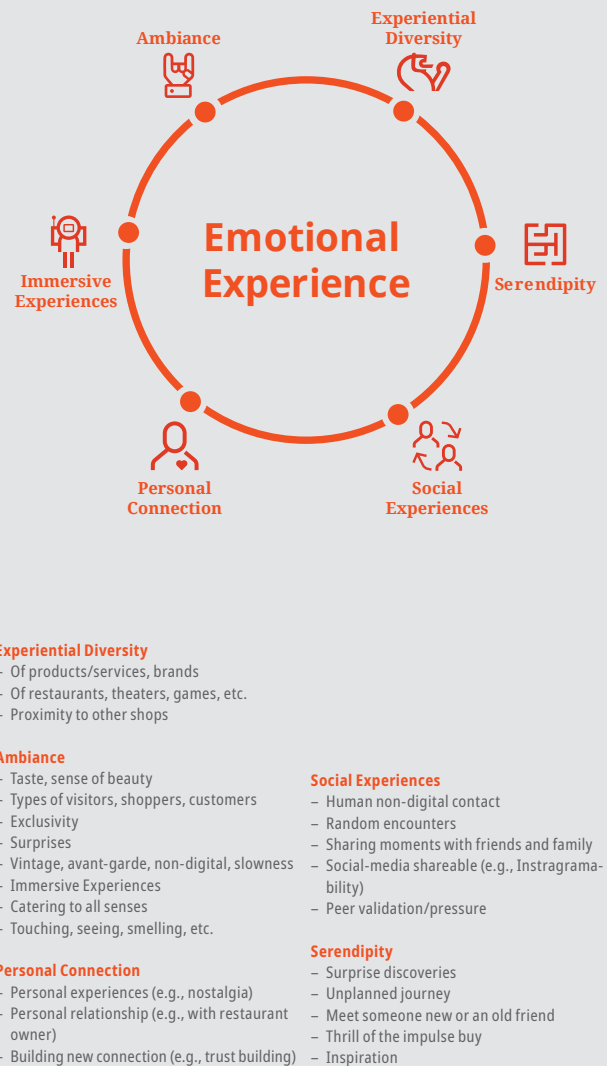 Experiential
Diversity
Ambiance
Emotional
Experience
Immersive
Experiences
Serendipity
Personal
Connection
Social
Experiences
Experiential Diversity
– Of products/services, brands
– Of restaurants, theaters, games, etc.
– Proximity to other shops
Ambiance
– Taste, sense of beauty
– Types of visitors, shoppers, customers
– Exclusivity
– Surprises
– Vintage, avant-garde, non-digital, slowness
– Immersive Experiences
– Catering to all senses
– Touching, seeing, smelling, etc.
Personal Connection
– Personal experiences (e.g., nostalgia)
– Personal relationship (e.g., with restaurant
owner)
– Building new connection (e.g., trust building)
Social Experiences
– Human non-digital contact
– Random encounters
– Sharing moments with friends and family
– Social-media shareable (e.g., Instragrama-
bility)
– Peer validation/pressure
Serendipity
– Surprise discoveries
– Unplanned journey
– Meet someone new or an old friend
– Thrill of the impulse buy
– Inspiration